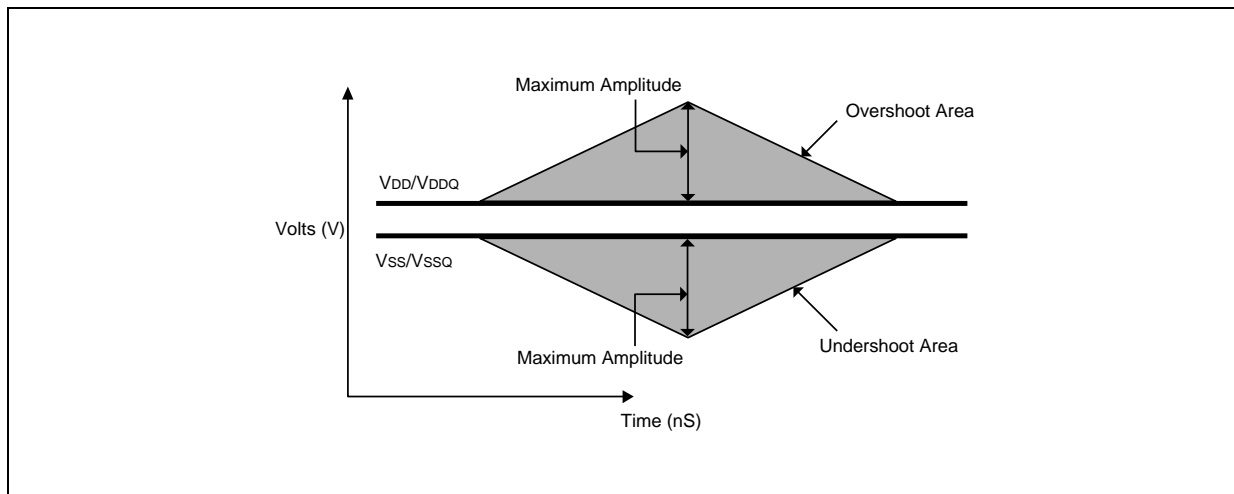 Maximum Amplitude
Overshoot Area
VDD/VDDQ
Volts (V)
VSS/VSSQ
Maximum Amplitude
Undershoot Area
Time (nS)